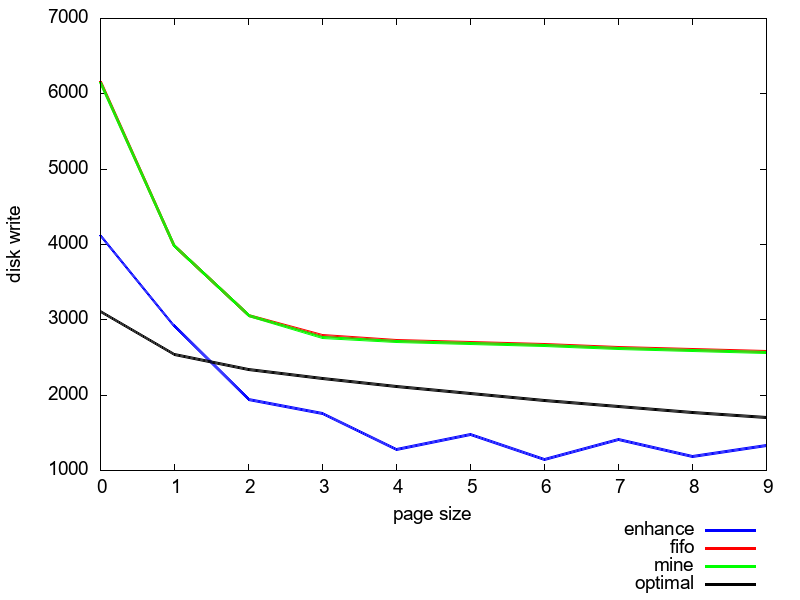 7000
6000
5000
4000
3000
2000
1000
disk write
0 1 2 3 4 5 6 7 8 9
page size
enhance
fifo
mine
optimal